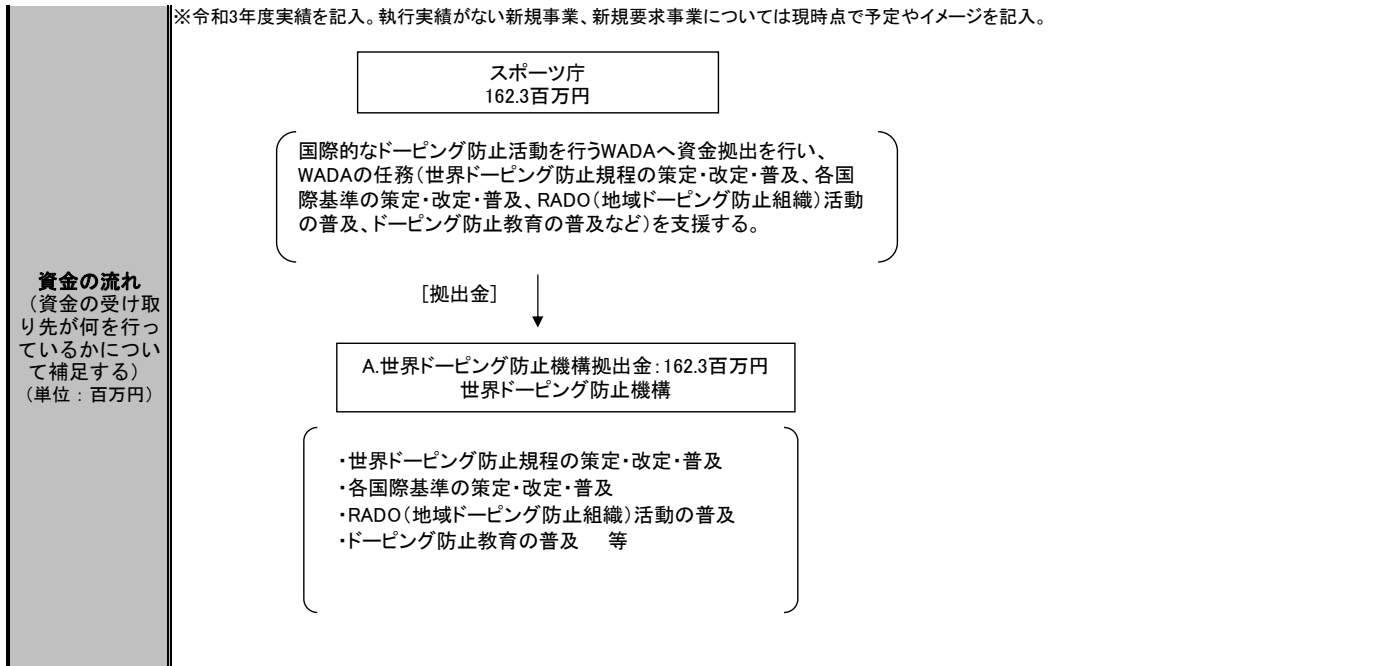 ※令和3年度実績を記入。執行実績がない新規事業、新規要求事業については現時点で予定やイメージを記入。
スポーツ庁
162.3百万円
国際的なドーピング防止活動を行うWADAへ資金拠出を行い、
WADAの任務(世界ドーピング防止規程の策定・改定・普及、各国
際基準の策定・改定・普及、RADO(地域ドーピング防止組織)活動
の普及、ドーピング防止教育の普及など)を支援する。
資金の流れ
(資金の受け取
り先が何を行っ
ているかについ
て補足する)
(単位:百万円)
[拠出金]
A.世界ドーピング防止機構拠出金:162.3百万円
世界ドーピング防止機構
・世界ドーピング防止規程の策定・改定・普及
・各国際基準の策定・改定・普及
・RADO(地域ドーピング防止組織)活動の普及
・ドーピング防止教育の普及 等